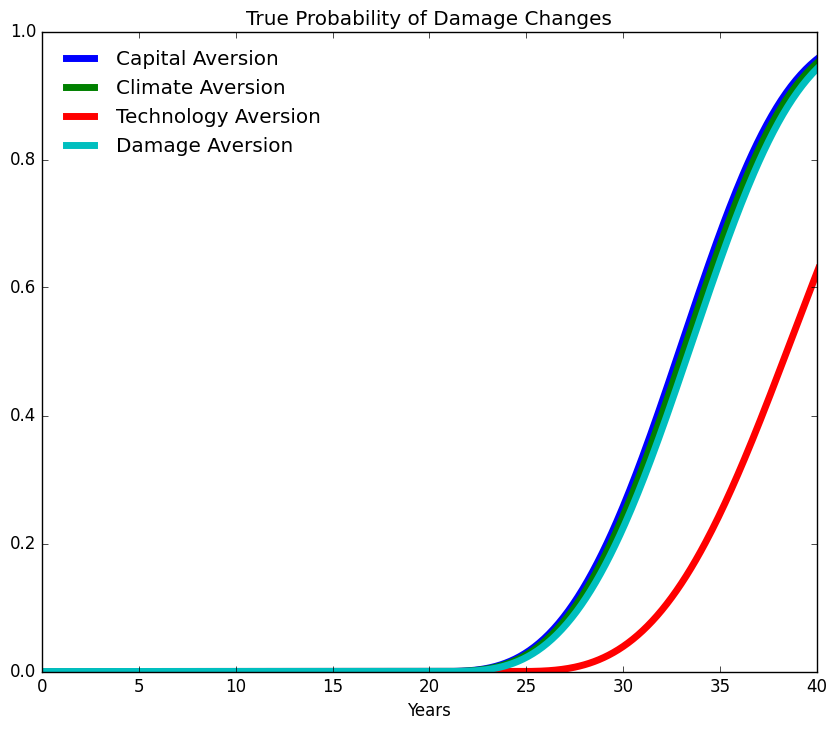 True Probability of Damage Changes
1.0
Capital Aversion
Climate Aversion
Technology Aversion
Damage Aversion
0.8
0.6
0.4
0.2
0.0
0 5 10 15 20 25 30 35 40
Years